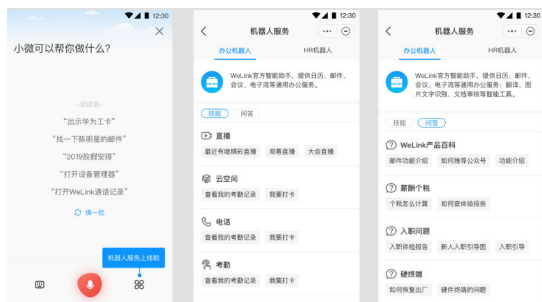 12:30
小微可以帮你做什么?
~试试说~
“出示华为工卡”
“找一下陈明星的邮件”
“2019放假安排”
“打开设备管理器”
“打开WeLink通话记录”
换一批
机器人服务上线啦
12:30
机器人服务
办公机器人
HR机器人
WeLink官方智能助手,提供日历、邮件、
会议、电子流等通用办公服务。
技能 问答
直播
最近有啥精彩直播 观看直播 大会直播
云空间
查看我的考勤记录 我要打卡
电话
查看我的考勤记录 我要打卡
考勤
查看我的考勤记录 我要打卡
12:30
机器人服务
办公机器人
HR机器人
WeLink官方智能助手,提供日历、邮件、
会议、电子流等通用办公服务;翻译、图
片文字识别、文档审核等智能工具。
技能 问答
WeLink产品百科
邮件功能介绍 如何推荐公众号 功能介绍
薪酬个税
个税怎么计算 如何查体验报告
入职问题
入职体检报告 新人入职引导图 入职引导
硬终端
如何恢复出厂 硬件终端的问题